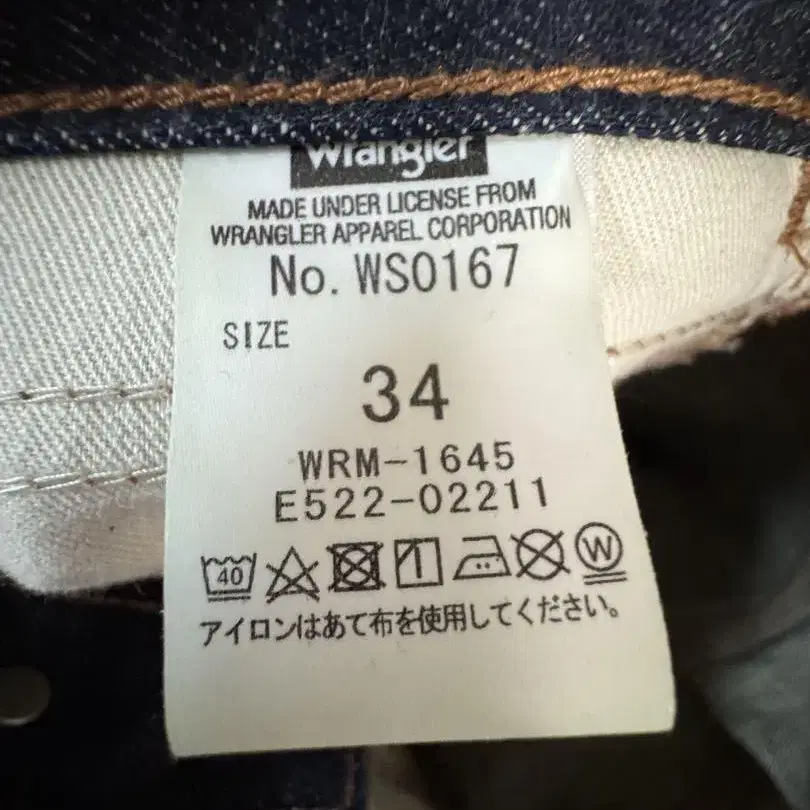 Wrangler
MADE UNDER LICENSE FROM
WRANGLER APPAREL CORPORATION
No. WS0167
SIZE
34
WRM-1645
E522-02211
40
W
アイロンはあて布を使用してください。